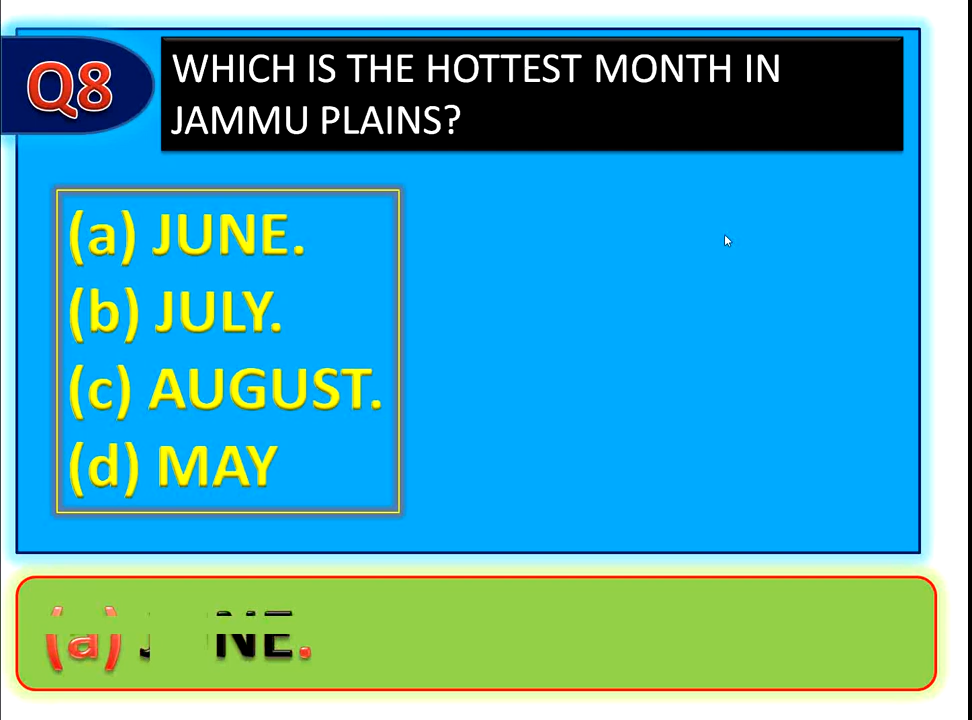 Q8
WHICH IS THE HOTTEST MONTH IN
JAMMU PLAINS?
(a) JUNE.
(b) JULY.
(c) AUGUST.
(d) MAY
(a) JUNE.